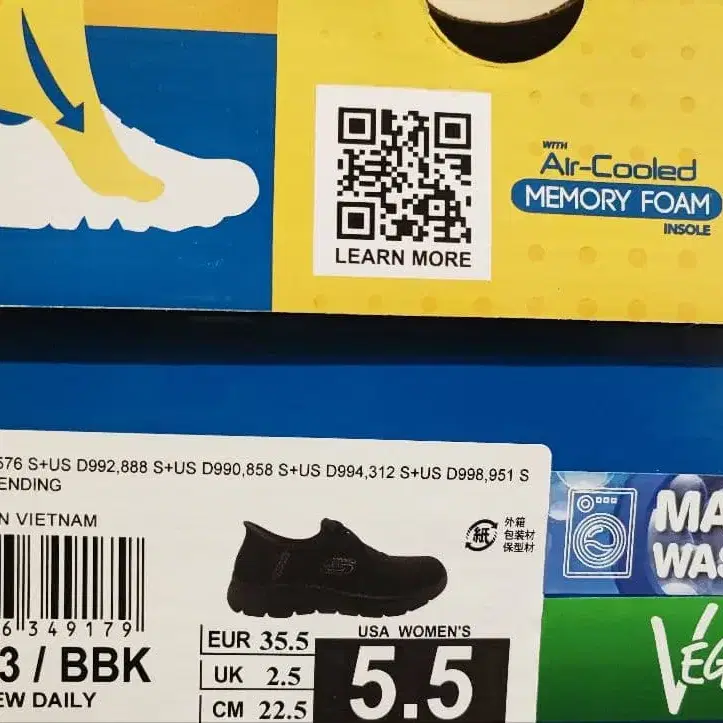 WITH
Air-Cooled
MEMORY FOAM
INSOLE
LEARN MORE
576 S+US D992,888 S+US D990,858 S+US D994,312 S+US D998,951 S
ENDING
N VIETNAM
紙
外箱
包装材
保型材
6 349179
3 / BBK
EW DAILY
EUR 35.5
UK 2.5
CM 22.5
USA WOMEN'S
5.5
MA
WAS
VEG